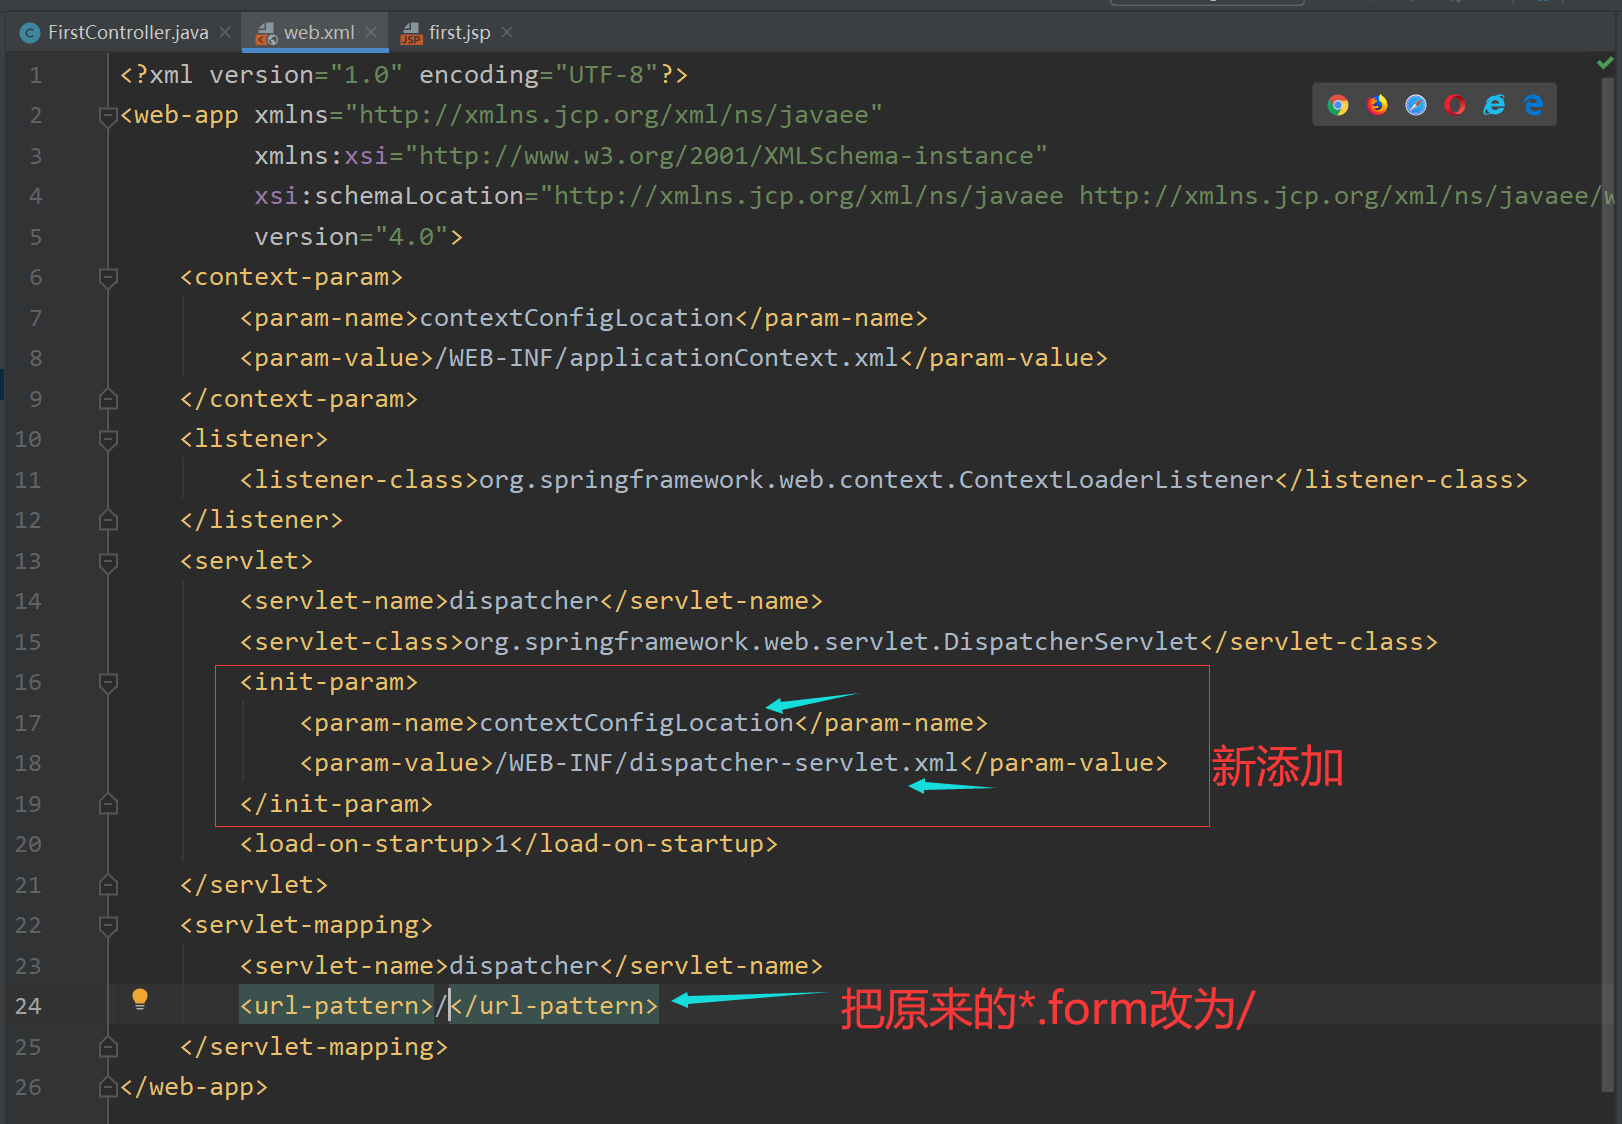 FirstController.java web.xml first.jsp
1 <?xml version="1.0" encoding="UTF-8"?>
2 <web-app xmlns="http://xmlns.jcp.org/xml/ns/javaee"
3 xmlns:xsi="http://www.w3.org/2001/XMLSchema-instance"
4 xsi:schemaLocation="http://xmlns.jcp.org/xml/ns/javaee http://xmlns.jcp.org/xml/ns/javaee/w
5 version="4.0">
6 <context-param>
7 <param-name>contextConfigLocation</param-name>
8 <param-value>/WEB-INF/applicationContext.xml</param-value>
9 </context-param>
10 <listener>
11 <listener-class>org.springframework.web.context.ContextLoaderListener</listener-class>
12 </listener>
13 <servlet>
14 <servlet-name>dispatcher</servlet-name>
15 <servlet-class>org.springframework.web.servlet.DispatcherServlet</servlet-class>
16 <init-param>
17 <param-name>contextConfigLocation</param-name>
18 <param-value>/WEB-INF/dispatcher-servlet.xml</param-value> 新添加
19 </init-param>
20 <load-on-startup>1</load-on-startup>
21 </servlet>
22 <servlet-mapping>
23 <servlet-name>dispatcher</servlet-name>
24 <url-pattern>/</url-pattern> 把原来的*.form改为/
25 </servlet-mapping>
26 </web-app>